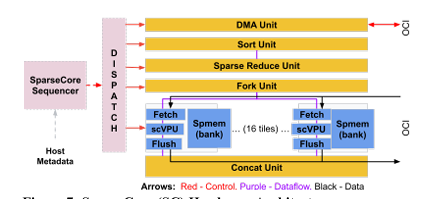 DMA Unit
OCI
Sort Unit
Sparse Reduce Unit
Fork Unit
SparseCore
Sequencer
DISPATCH
Host
Metadata
Fetch
scVPU
Flush
Spmem
(bank)
... (16 tiles) ...
Fetch
scVPU
Flush
Spmem
(bank)
OCI
Concat Unit
Arrows: Red - Control. Purple - Dataflow. Black - Data